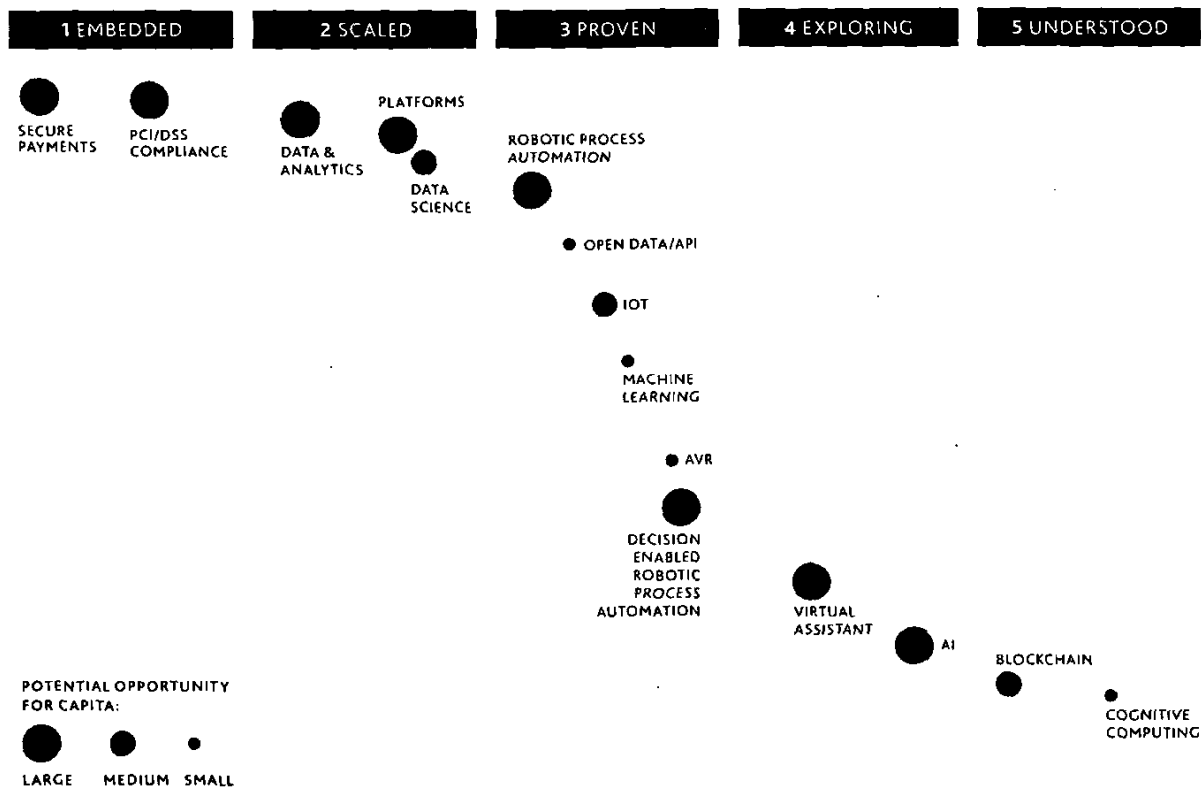 1 EMBEDDED
2 SCALED
3 PROVEN
4 EXPLORING
5 UNDERSTOOD
SECURE
PAYMENTS
PCI/DSS
COMPLIANCE
DATA &
ANALYTICS
PLATFORMS
DATA
SCIENCE
ROBOTIC PROCESS
AUTOMATION
OPEN DATA/API
IOT
MACHINE
LEARNING
AVR
DECISION
ENABLED
ROBOTIC
PROCESS
AUTOMATION
VIRTUAL
ASSISTANT
AI
BLOCKCHAIN
COGNITIVE
COMPUTING
POTENTIAL OPPORTUNITY
FOR CAPITA:
LARGE
MEDIUM
SMALL